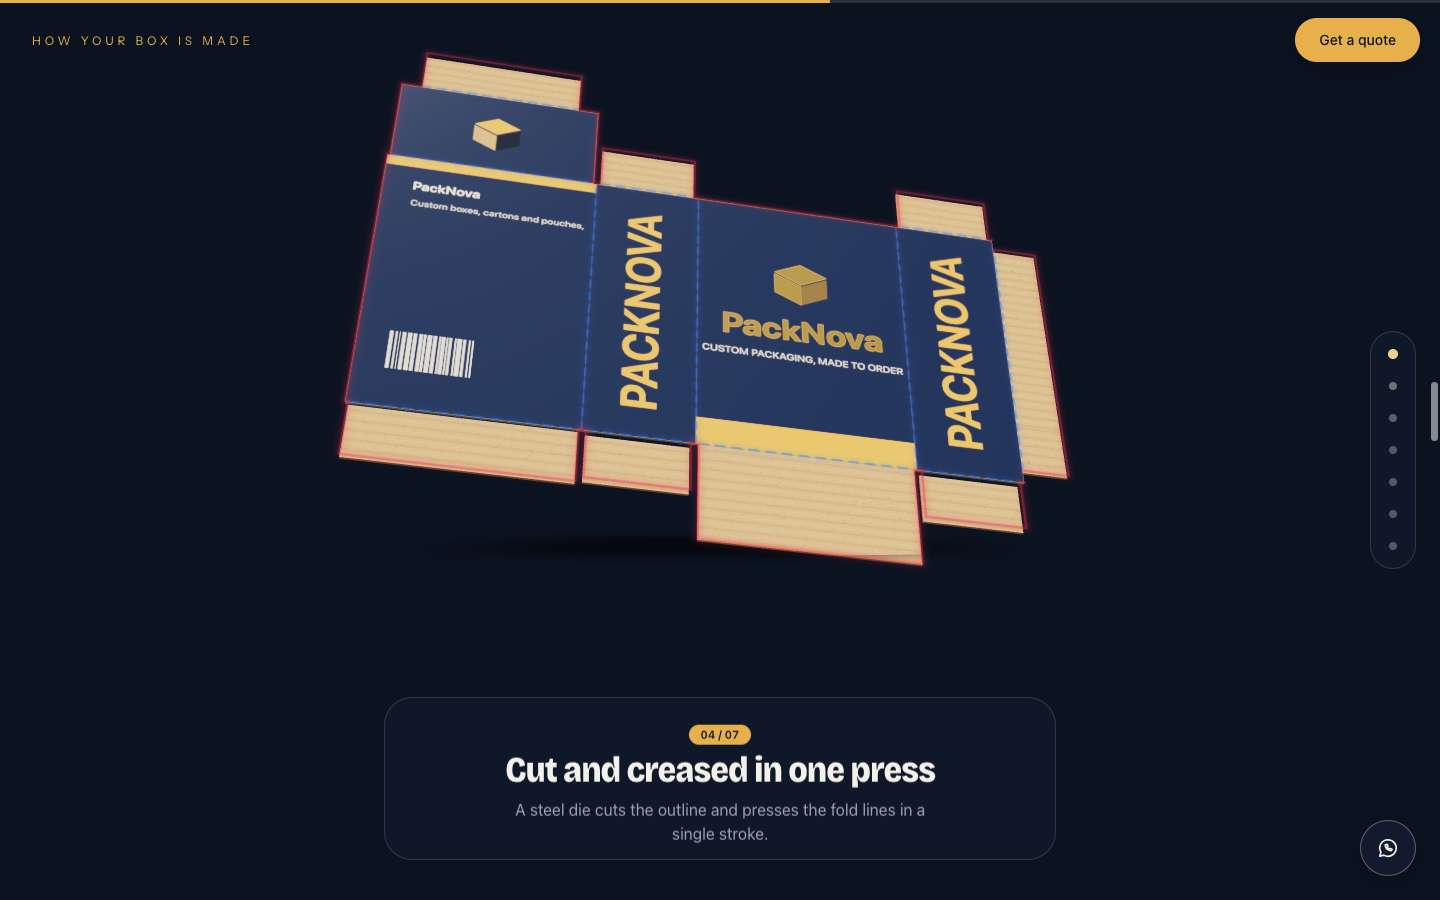 HOW YOUR BOX IS MADE
Get a quote
PackNova
Custom boxes, cartons and pouches,
PACKNOVA
PackNova
CUSTOM PACKAGING, MADE TO ORDER
PACKNOVA
04 / 07
Cut and creased in one press
A steel die cuts the outline and presses the fold lines in a
single stroke.